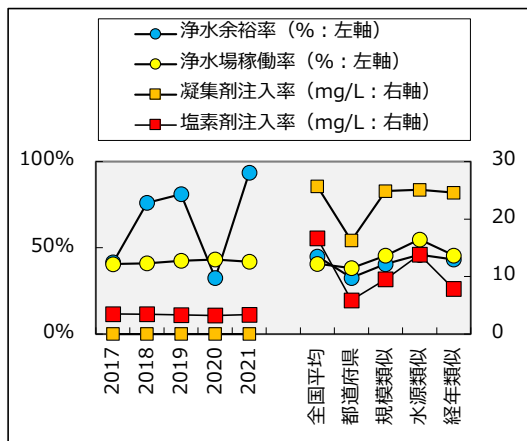 浄水余裕率（%：左軸）
浄水場稼働率（%：左軸）
凝集剤注入率（mg/L：右軸）
塩素剤注入率（mg/L：右軸）
100%
50%
0%
30
20
10
0
2017
2018
2019
2020
2021
全国平均
都道府県
規模類似
水源類似
経年類似